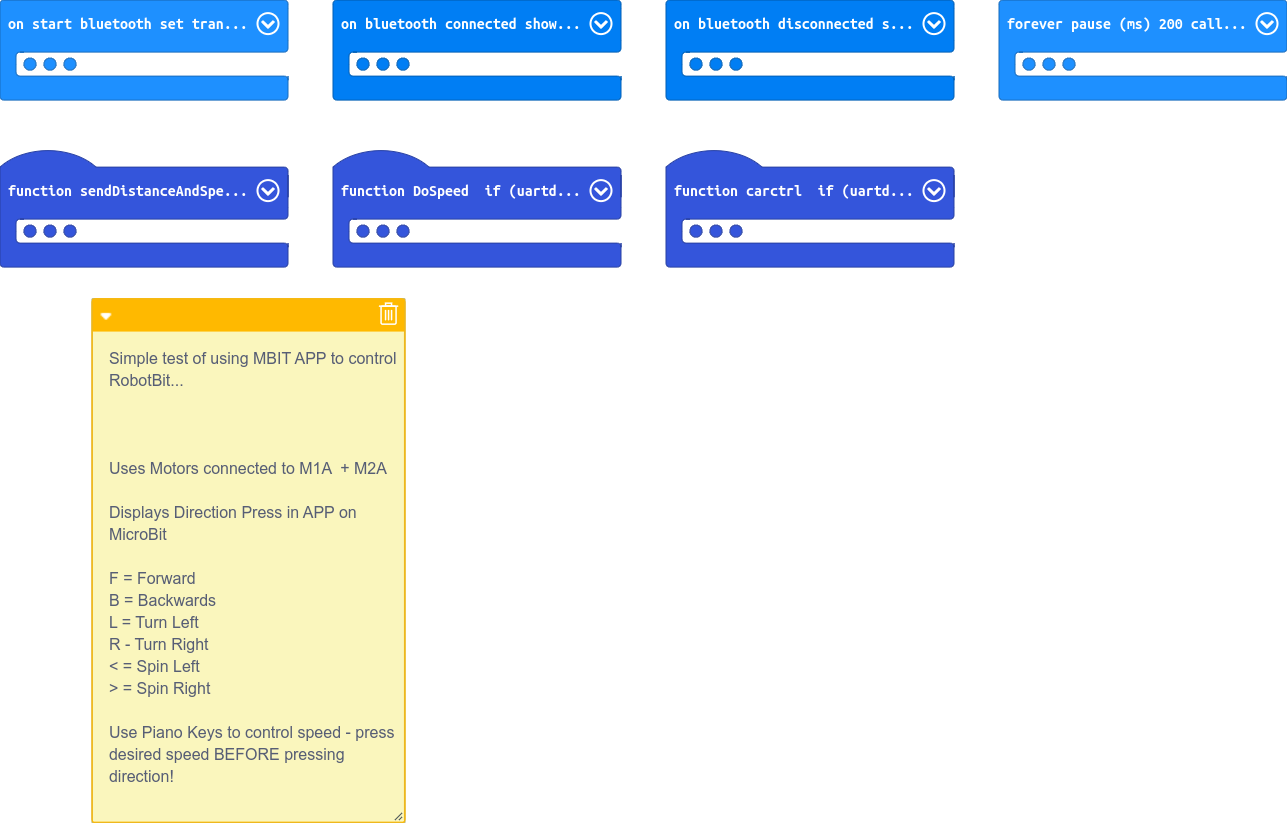 on start bluetooth set tran...
on bluetooth connected show...
on bluetooth disconnected s...
forever pause (ms) 200 call...
function sendDistanceAndSpe...
function DoSpeed  if (uartd...
function carctrl  if (uartd...
Simple test of using MBIT APP to control
RobotBit...
Uses Motors connected to M1A  + M2A
Displays Direction Press in APP on
MicroBit
F = Forward
B = Backwards
L = Turn Left
R - Turn Right
< = Spin Left
> = Spin Right
Use Piano Keys to control speed - press
desired speed BEFORE pressing
direction!